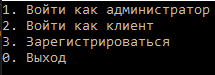 1. Войти как администратор
2. Войти как клиент
3. Зарегистрироваться
0. Выход